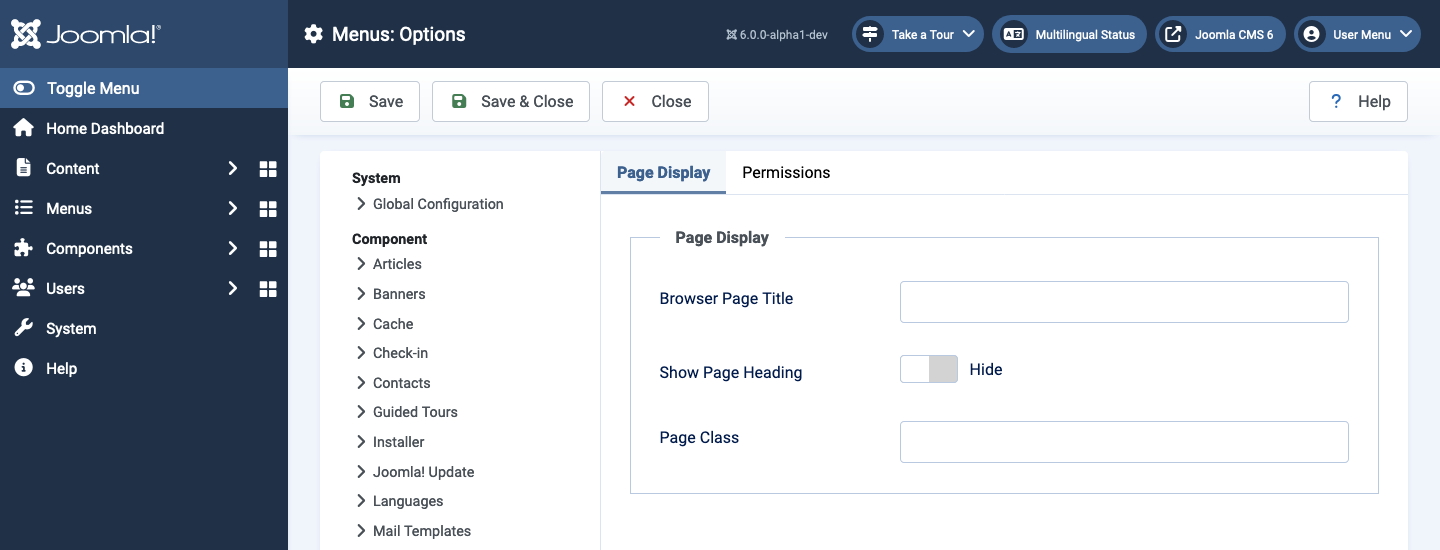 Joomla!® Menus: Options 6.0.0-alpha1-dev Take a Tour Multilingual Status Joomla CMS 6 User Menu
Toggle Menu
Home Dashboard
Content
Menus
Components
Users
System
Help
Save Save & Close Close ? Help
System
Global Configuration
Component
Articles
Banners
Cache
Check-in
Contacts
Guided Tours
Installer
Joomla! Update
Languages
Mail Templates
Page Display Permissions
Page Display
Browser Page Title
Show Page Heading Hide
Page Class